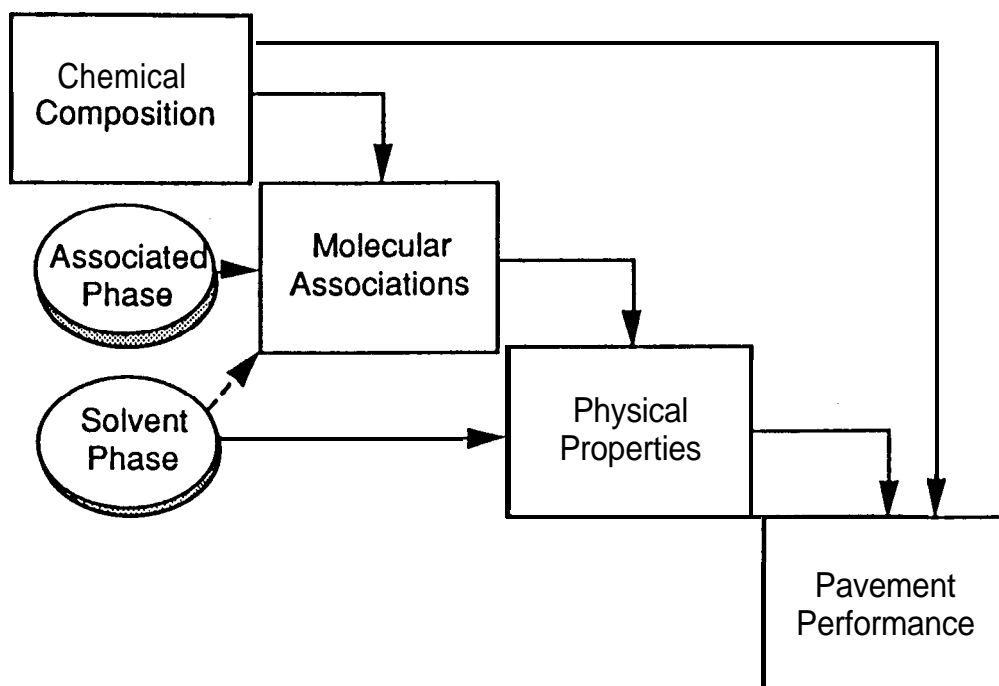 Chemical
Composition
Associated
Phase
Molecular
Associations
Solvent
Phase
Physical
Properties
Pavement
Performance